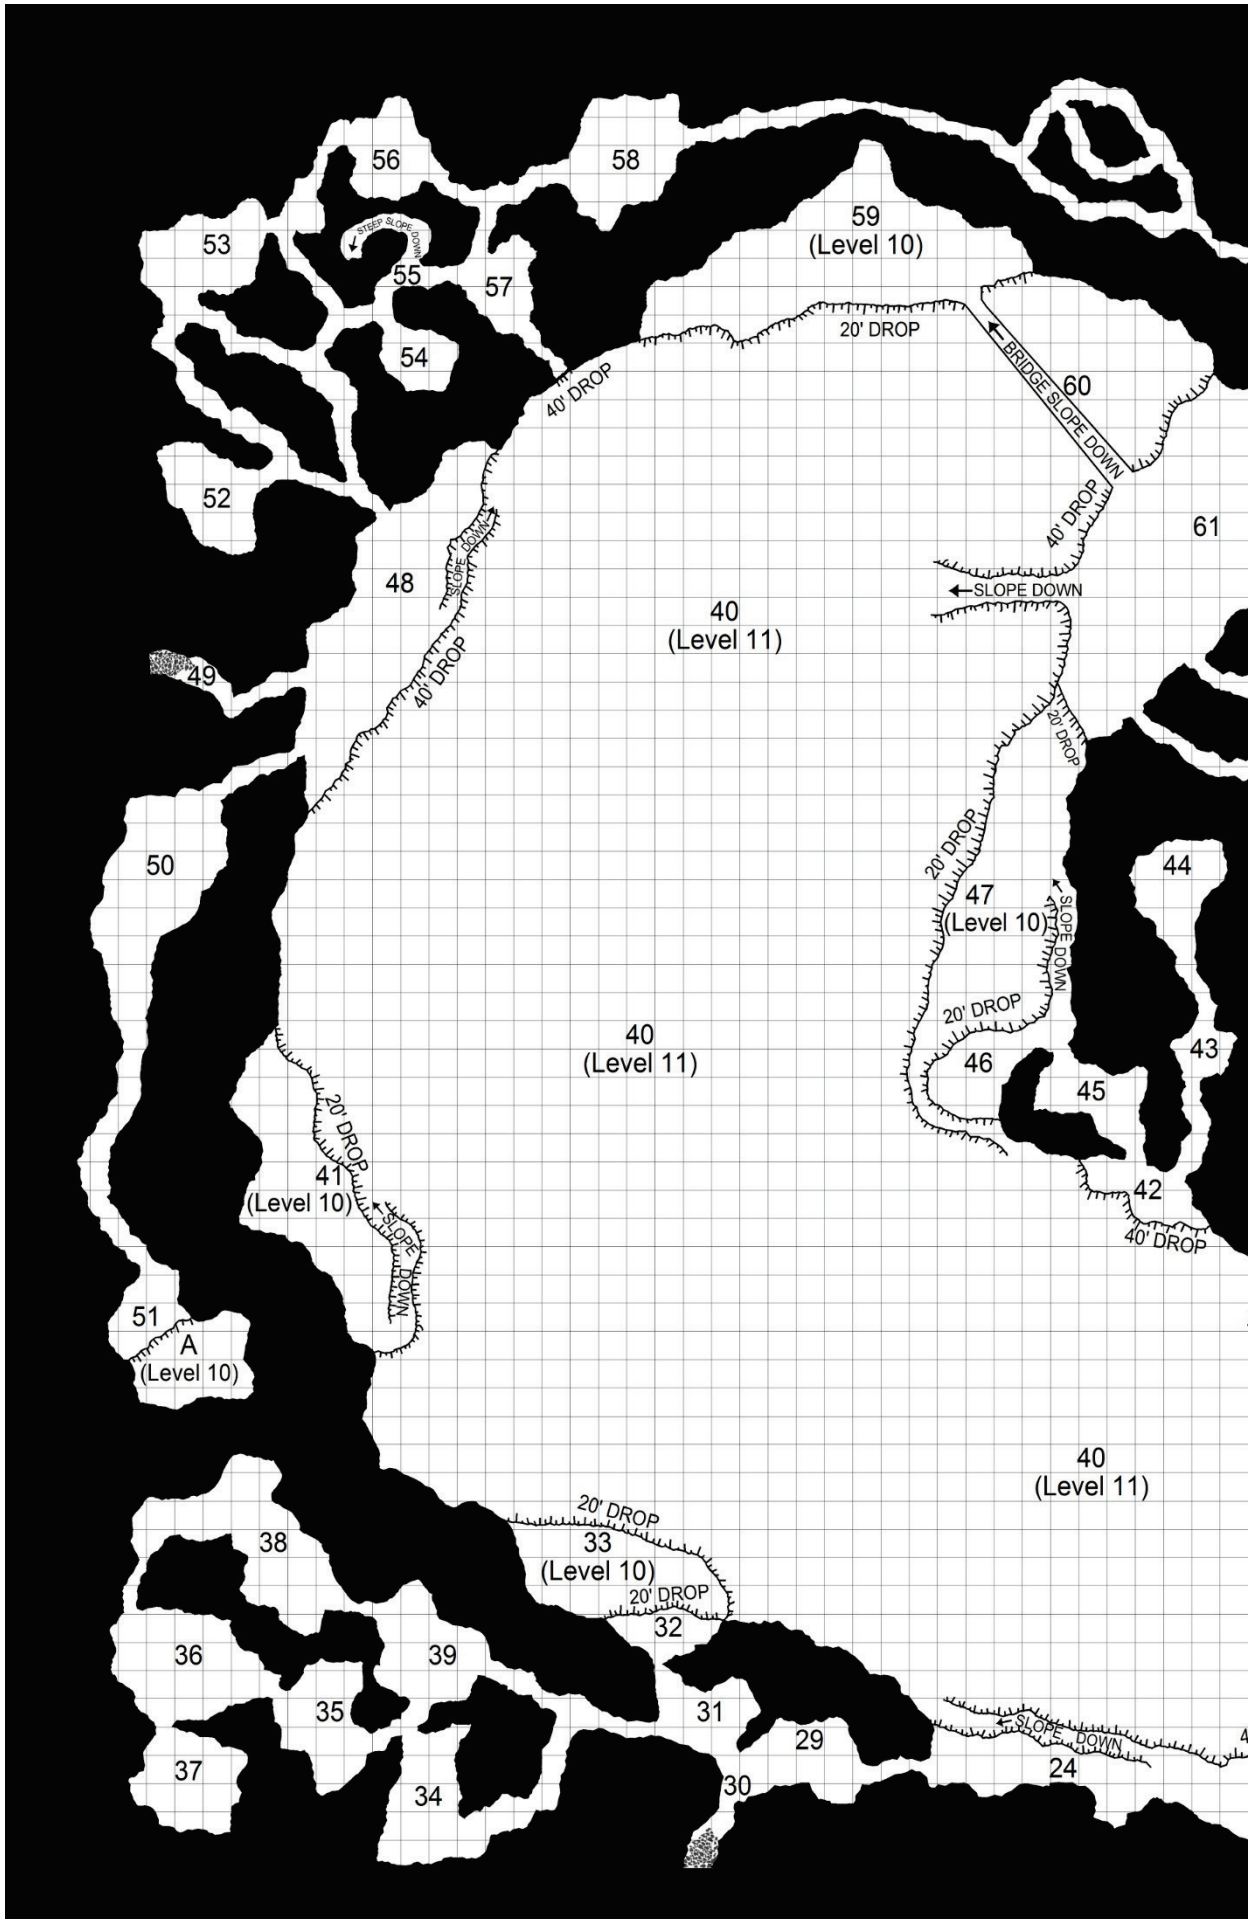 56
58
59
(Level 10)
53
STEEP SLOPE DOWN
55
57
20' DROP
BRIDGE SLOPE DOWN
60
54
40' DROP
52
40' DROP
61
SLOPE DOWN
48
SLOPE DOWN
40
(Level 11)
49
40' DROP
20' DROP
20' DROP
50
44
47
(Level 10)
SLOPE DOWN
20' DROP
40
(Level 11)
46
43
45
20' DROP
41
(Level 10)
42
SLOPE
DOWN
40' DROP
51
A
(Level 10)
40
(Level 11)
20' DROP
38
33
(Level 10)
20' DROP
32
36
39
35
31
SLOPE DOWN
29
4
37
24
30
34